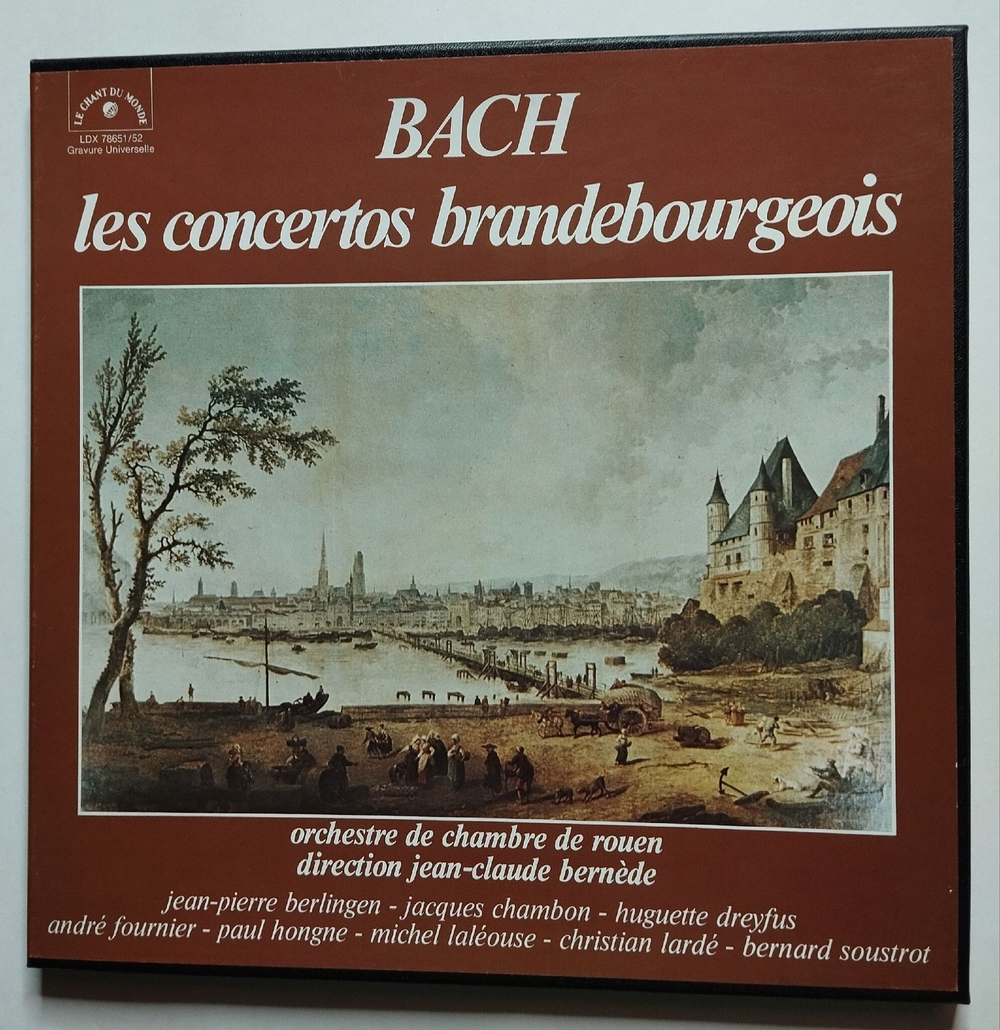 LE CHANT DU MONDE
LDX 78651/52
Gravure Universelle
BACH
les concertos brandebourgeois
orchestre de chambre de rouen
direction jean-claude bernède
jean-pierre berlingen - jacques chambon - huguette dreyfus
andré fournier - paul hongne - michel laléouse - christian lardé - bernard soustrot